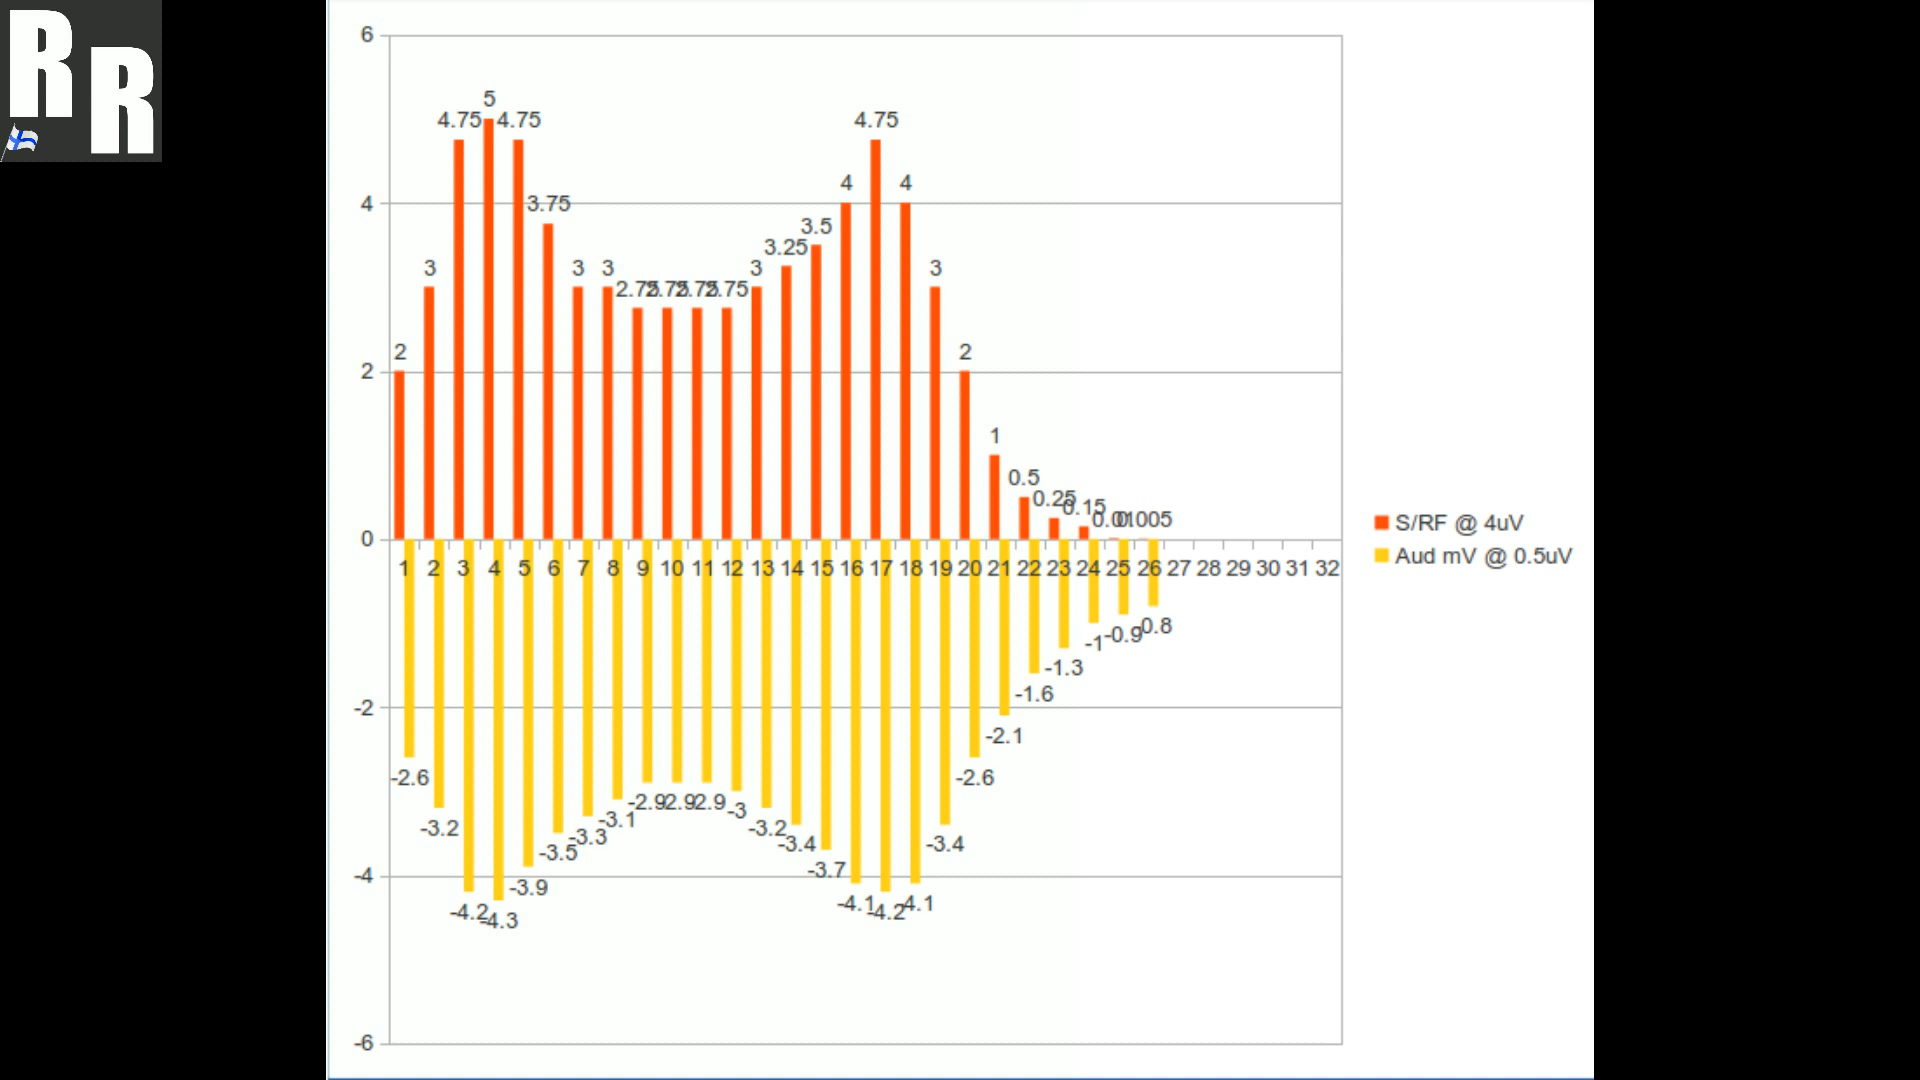 R R
6
5
4.75 4.75 4.75
4 3.75 4 4
3.5
3.25
3 3 3 3 3
2.75 2.75 2.75 2.75
2 2 2
1
0.5
0.25
0.15
0 0.01 0.005
1 2 3 4 5 6 7 8 9 10 11 12 13 14 15 16 17 18 19 20 21 22 23 24 25 26 27 28 29 30 31 32
S/RF @ 4uV
Aud mV @ 0.5uV
-0.8
-1 -0.9
-1.3
-1.6
-2
-2.1
-2.6 -2.6
-2.9 -2.9 -2.9 -3
-3.2 -3.1 -3.2
-3.3 -3.4 -3.4
-3.5
-3.7
-4
-3.9
-4.2 -4.3 -4.1 -4.2 -4.1
-6